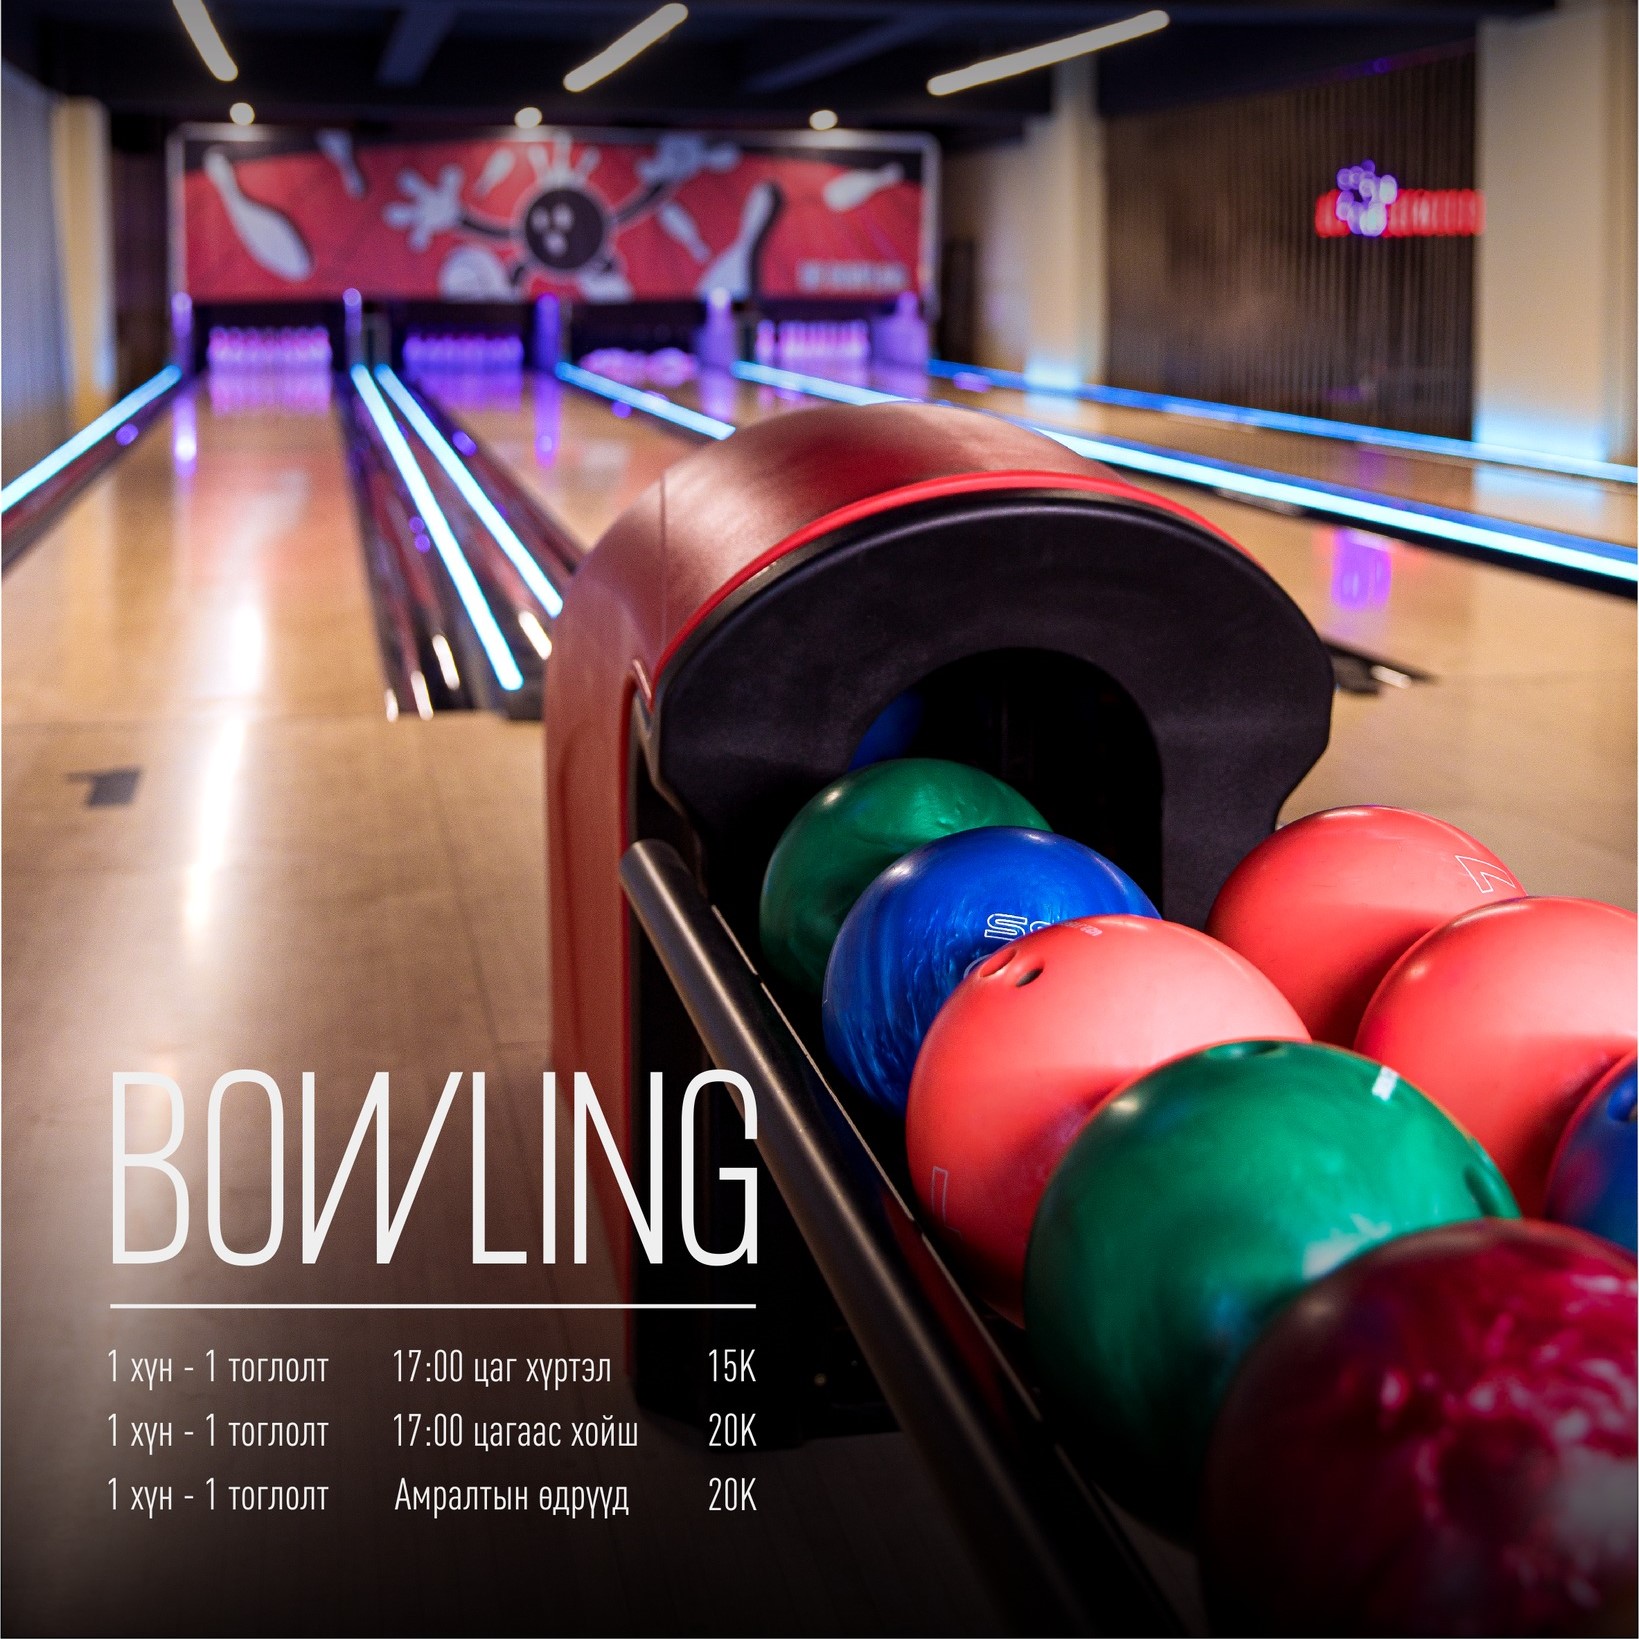 BOWLING
1 хүн - 1 тоглолт 17:00 цаг хүртэл 15K
1 хүн - 1 тоглолт 17:00 цагаас хойш 20K
1 хүн - 1 тоглолт Амралтын өдрүүд 20K
1